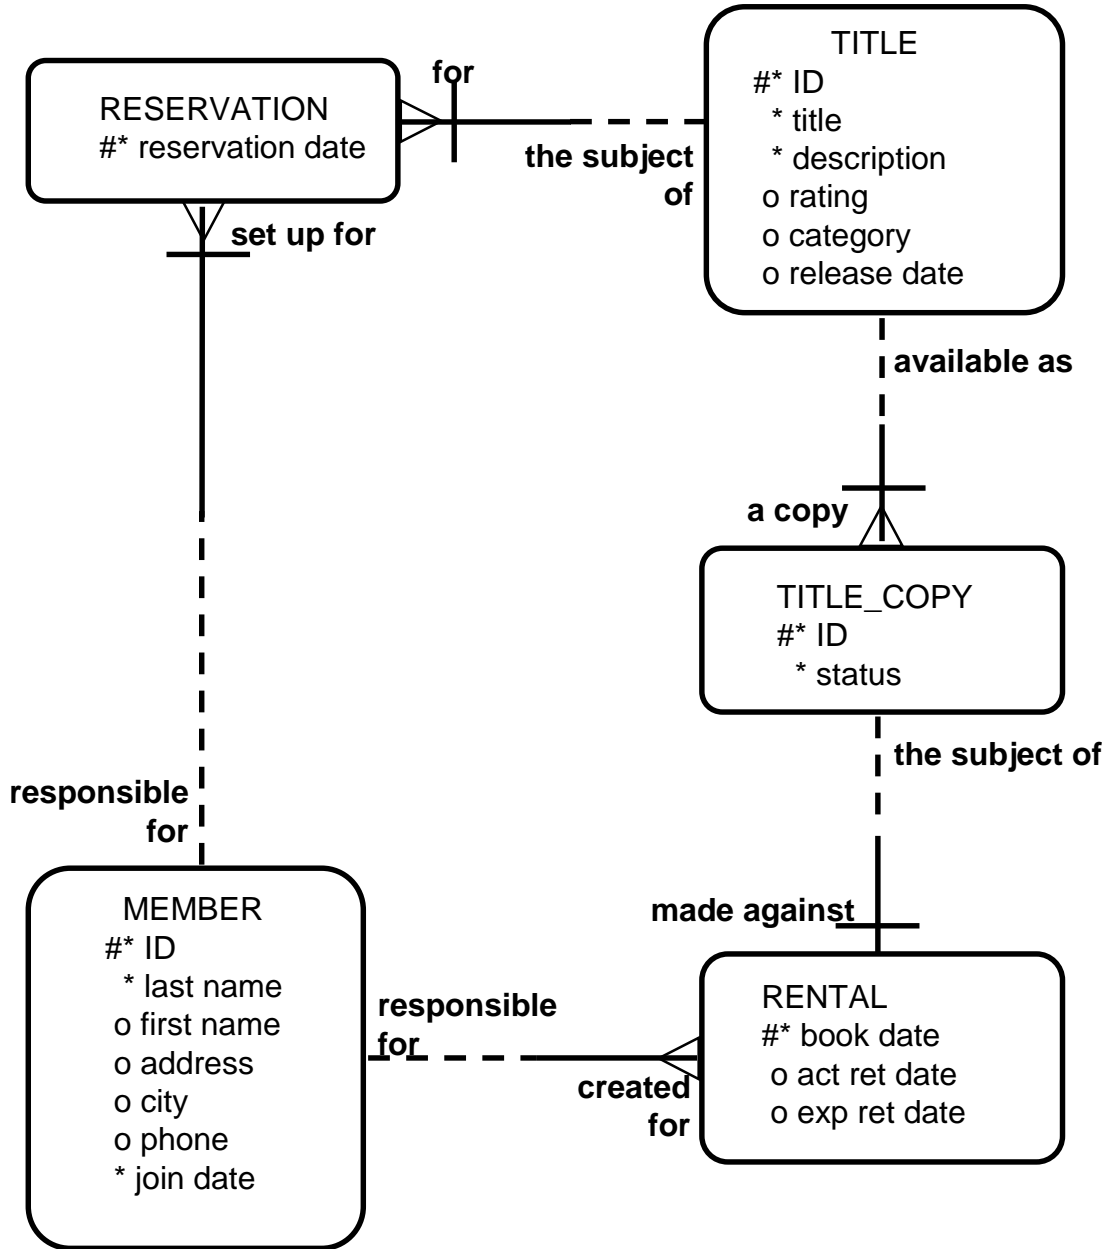 TITLE
#* ID
* title
* description
o rating
o category
o release date
for
RESERVATION
#* reservation date
the subject
of
set up for
available as
a copy
TITLE_COPY
#* ID
* status
the subject of
responsible
for
made against
MEMBER
#* ID
* last name
o first name
o address
o city
o phone
* join date
responsible
for
created
for
RENTAL
#* book date
o act ret date
o exp ret date